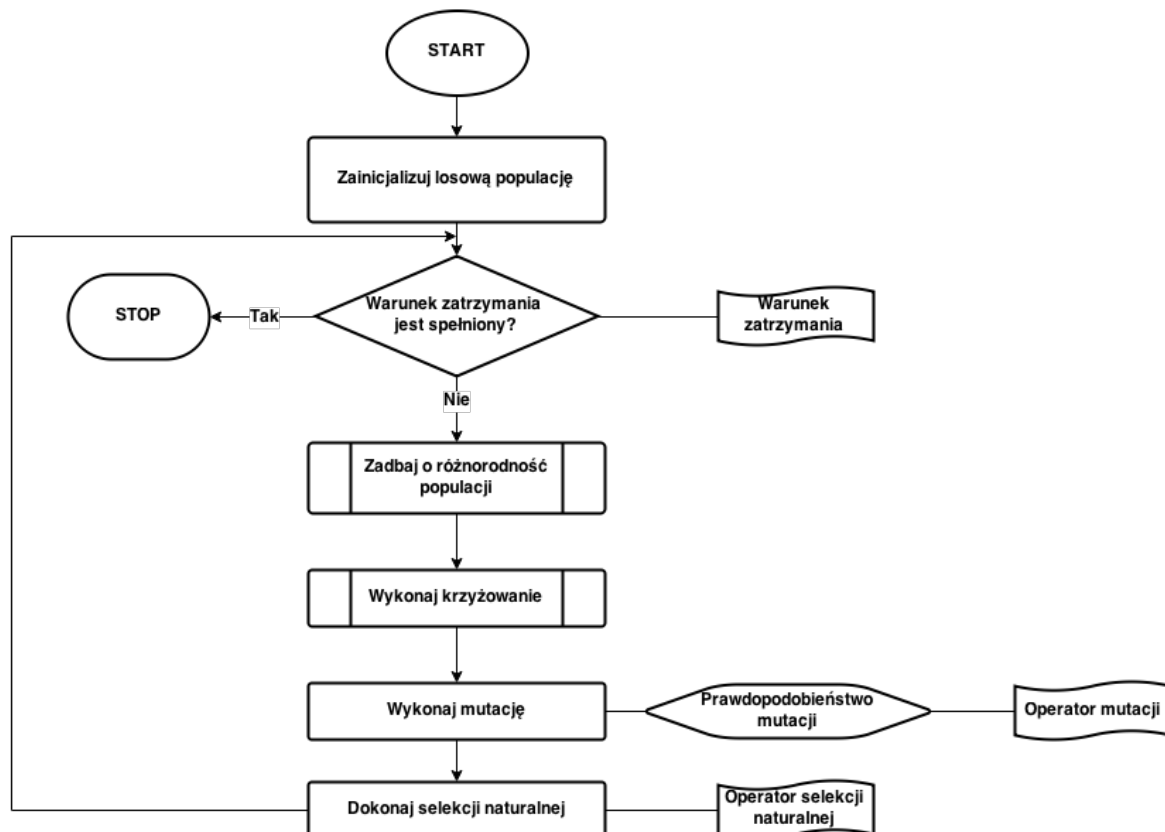 START
Zainicjalizuj losową populację
Warunek zatrzymania
jest spełniony?
STOP
Tak
Warunek
zatrzymania
Nie
Zadbaj o różnorodność
populacji
Wykonaj krzyżowanie
Wykonaj mutację
Prawdopodobieństwo
mutacji
Operator mutacji
Dokonaj selekcji naturalnej
Operator selekcji
naturalnej